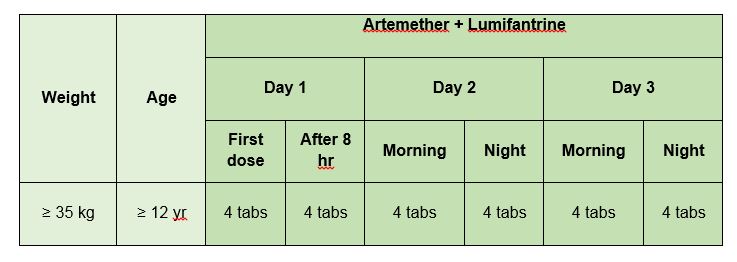 Artemether + Lumifantrine
Weight
Age
Day 1
Day 2
Day 3
First
dose
After 8
hr
Morning
Night
Morning
Night
≥ 35 kg
≥ 12 yr
4 tabs
4 tabs
4 tabs
4 tabs
4 tabs
4 tabs